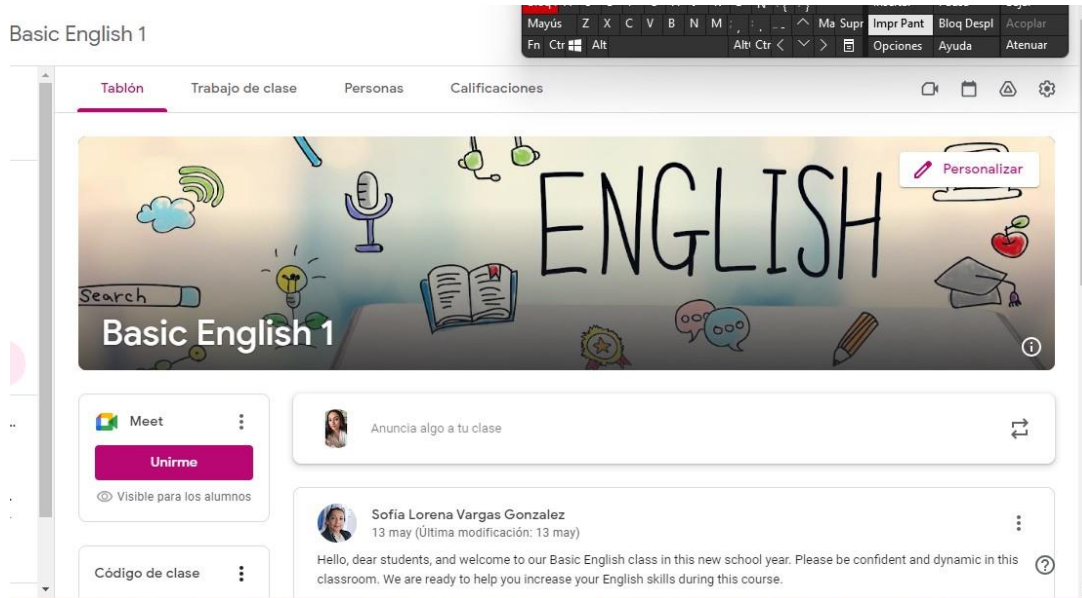 Basic English 1
Mayús Z X C V B N M ; : _ ^ Ma Supr Impr Pant Bloq Despl Acoplar
Fn Ctr Alt Alt Ctr < > Opciones Ayuda Atenuar
Tablón Trabajo de clase Personas Calificaciones
Personalizar
ENGLISH
Search
Basic English 1
Meet
Anuncia algo a tu clase
Unirme
Visible para los alumnos
Sofía Lorena Vargas Gonzalez
13 may (Última modificación: 13 may)
Hello, dear students, and welcome to our Basic English class in this new school year. Please be confident and dynamic in this
classroom. We are ready to help you increase your English skills during this course.
Código de clase